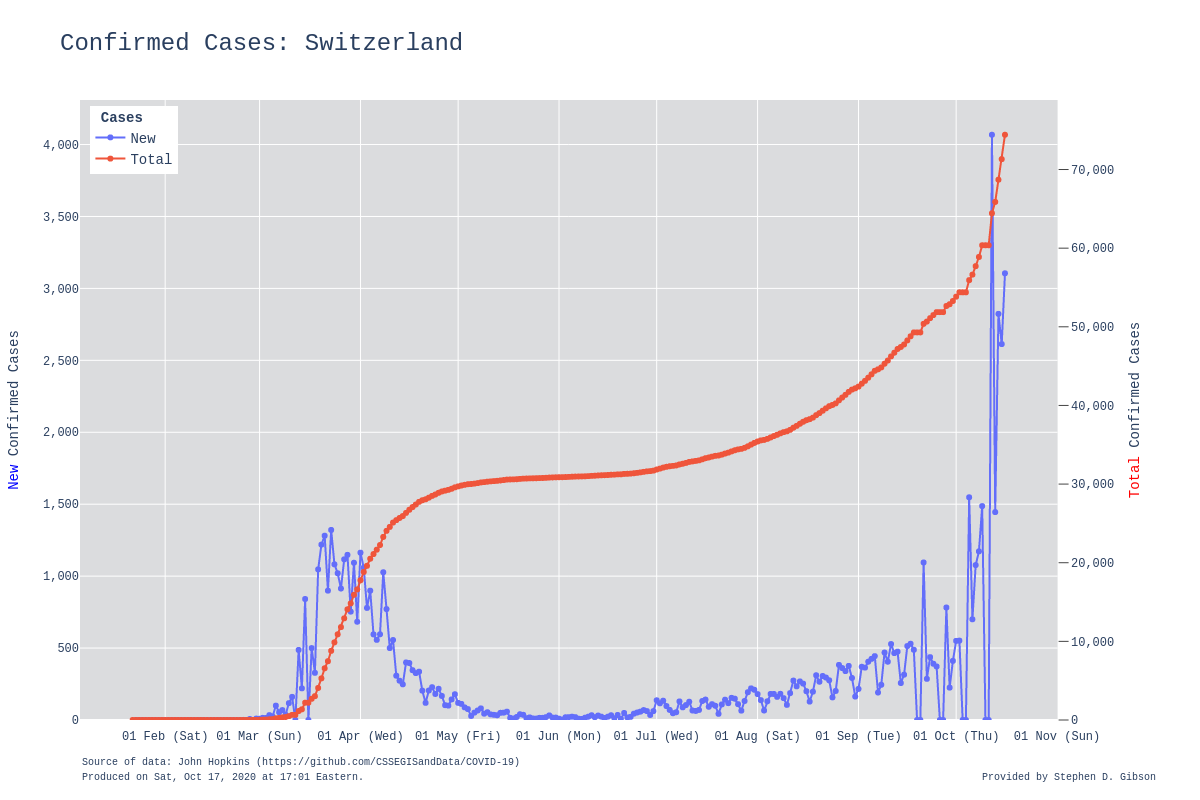 Confirmed Cases: Switzerland
Cases
New
Total
4,000
3,500
3,000
2,500
2,000
1,500
1,000
500
0
New Confirmed Cases
70,000
60,000
50,000
40,000
30,000
20,000
10,000
0
Total Confirmed Cases
01 Feb (Sat)
01 Mar (Sun)
01 Apr (Wed)
01 May (Fri)
01 Jun (Mon)
01 Jul (Wed)
01 Aug (Sat)
01 Sep (Tue)
01 Oct (Thu)
01 Nov (Sun)
Source of data: John Hopkins (https://github.com/CSSEGISandData/COVID-19)
Produced on Sat, Oct 17, 2020 at 17:01 Eastern.
Provided by Stephen D. Gibson